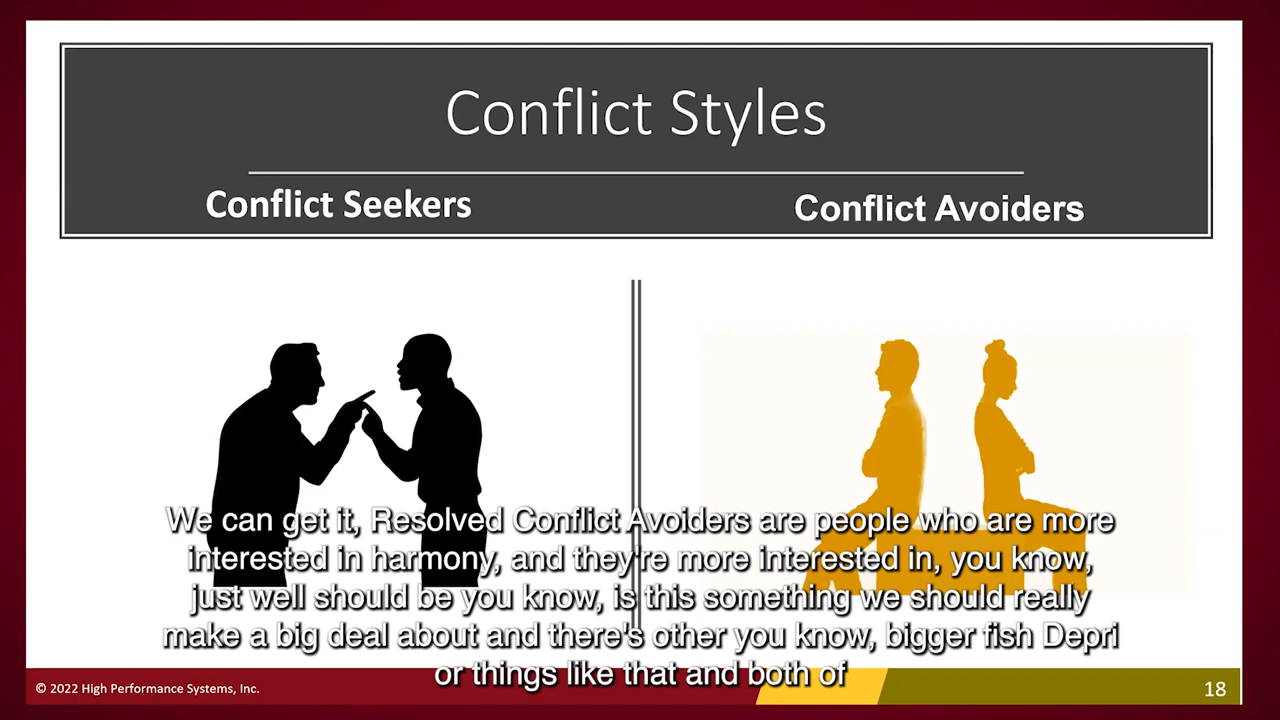 Conflict Styles
Conflict Seekers
Conflict Avoiders
We can get it, Resolved Conflict Avoiders are people who are more
interested in harmony, and they're more interested in, you know,
just well should be you know, is this something we should really
make a big deal about and there's other you know, bigger fish Depri
or things like that and both of
© 2022 High Performance Systems, Inc.
18